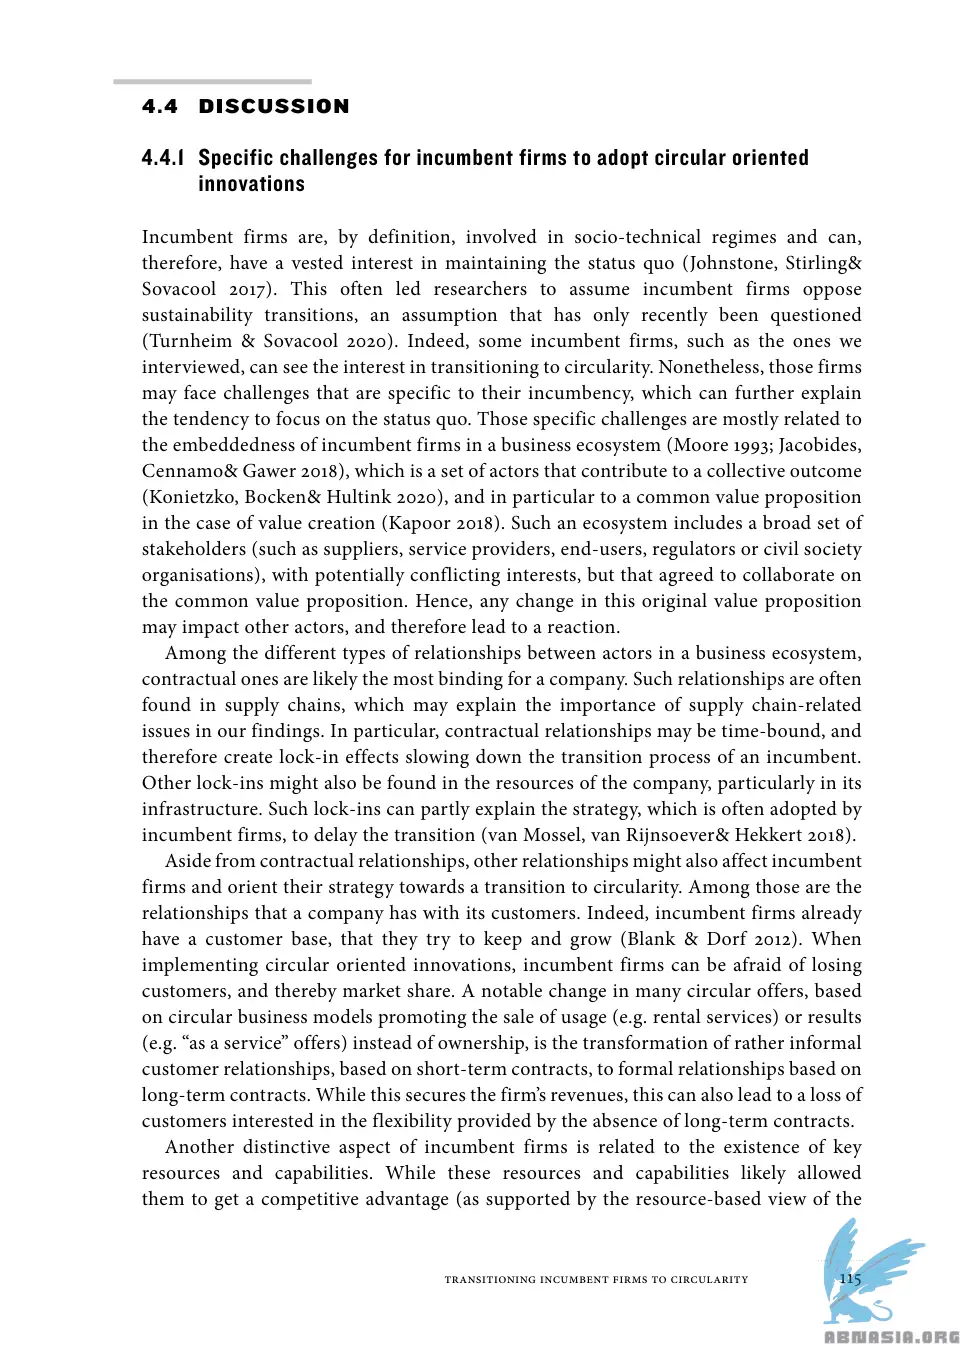 4.4 DISCUSSION
4.4.1 Specific challenges for incumbent firms to adopt circular oriented
innovations
Incumbent firms are, by definition, involved in socio-technical regimes and can,
therefore, have a vested interest in maintaining the status quo (Johnstone, Stirling&
Sovacool 2017). This often led researchers to assume incumbent firms oppose
sustainability transitions, an assumption that has only recently been questioned
(Turnheim & Sovacool 2020). Indeed, some incumbent firms, such as the ones we
interviewed, can see the interest in transitioning to circularity. Nonetheless, those firms
may face challenges that are specific to their incumbency, which can further explain
the tendency to focus on the status quo. Those specific challenges are mostly related to
the embeddedness of incumbent firms in a business ecosystem (Moore 1993; Jacobides,
Cennamo& Gawer 2018), which is a set of actors that contribute to a collective outcome
(Konietzko, Bocken& Hultink 2020), and in particular to a common value proposition
in the case of value creation (Kapoor 2018). Such an ecosystem includes a broad set of
stakeholders (such as suppliers, service providers, end-users, regulators or civil society
organisations), with potentially conflicting interests, but that agreed to collaborate on
the common value proposition. Hence, any change in this original value proposition
may impact other actors, and therefore lead to a reaction.
Among the different types of relationships between actors in a business ecosystem,
contractual ones are likely the most binding for a company. Such relationships are often
found in supply chains, which may explain the importance of supply chain-related
issues in our findings. In particular, contractual relationships may be time-bound, and
therefore create lock-in effects slowing down the transition process of an incumbent.
Other lock-ins might also be found in the resources of the company, particularly in its
infrastructure. Such lock-ins can partly explain the strategy, which is often adopted by
incumbent firms, to delay the transition (van Mossel, van Rijnsoever& Hekkert 2018).
Aside from contractual relationships, other relationships might also affect incumbent
firms and orient their strategy towards a transition to circularity. Among those are the
relationships that a company has with its customers. Indeed, incumbent firms already
have a customer base, that they try to keep and grow (Blank & Dorf 2012). When
implementing circular oriented innovations, incumbent firms can be afraid of losing
customers, and thereby market share. A notable change in many circular offers, based
on circular business models promoting the sale of usage (e.g. rental services) or results
(e.g. “as a service” offers) instead of ownership, is the transformation of rather informal
customer relationships, based on short-term contracts, to formal relationships based on
long-term contracts. While this secures the firm’s revenues, this can also lead to a loss of
customers interested in the flexibility provided by the absence of long-term contracts.
Another distinctive aspect of incumbent firms is related to the existence of key
resources and capabilities. While these resources and capabilities likely allowed
them to get a competitive advantage (as supported by the resource-based view of the
TRANSITIONING INCUMBENT FIRMS TO CIRCULARITY 115
ABNASIA.ORG